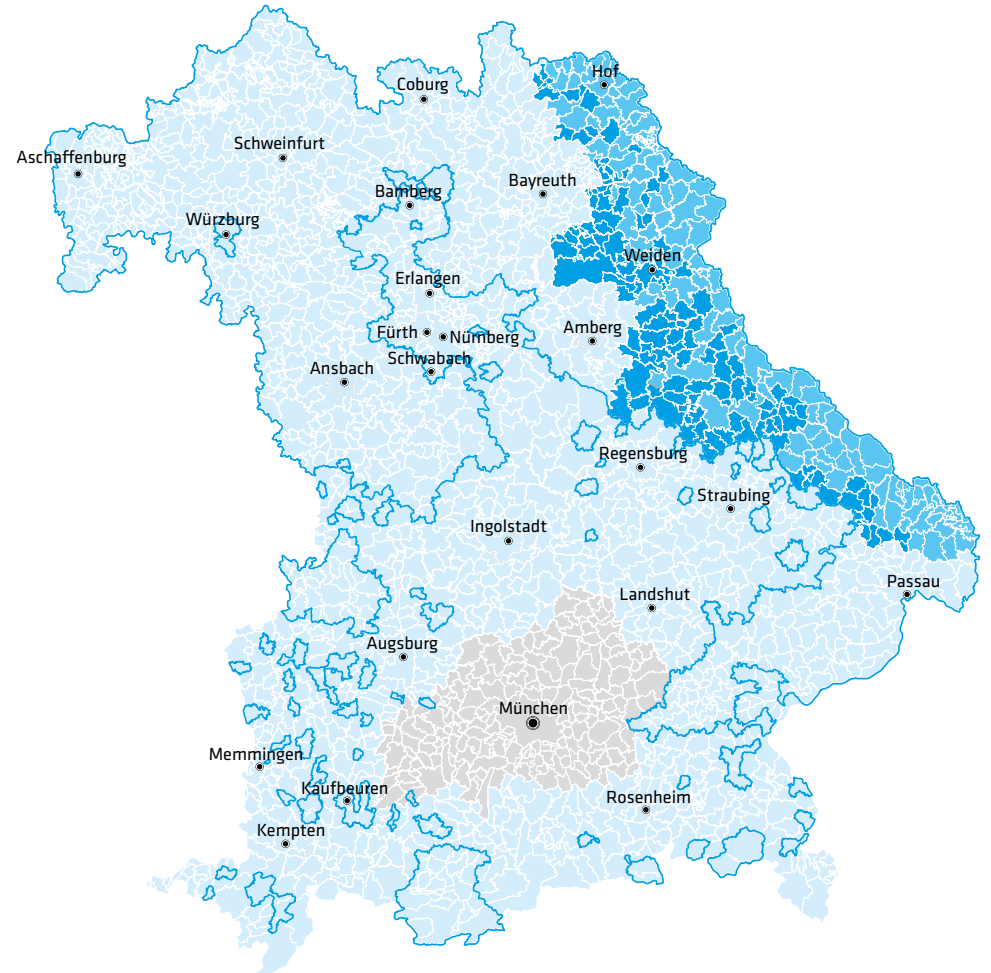 Hof
Coburg
Schweinfurt
Aschaffenburg
Bayreuth
Bamberg
Würzburg
Weiden
Erlangen
Amberg
Fürth
Nürnberg
Schwabach
Ansbach
Regensburg
Straubing
Ingolstadt
Passau
Landshut
Augsburg
München
Memmingen
Kaufbeuren
Rosenheim
Kempten